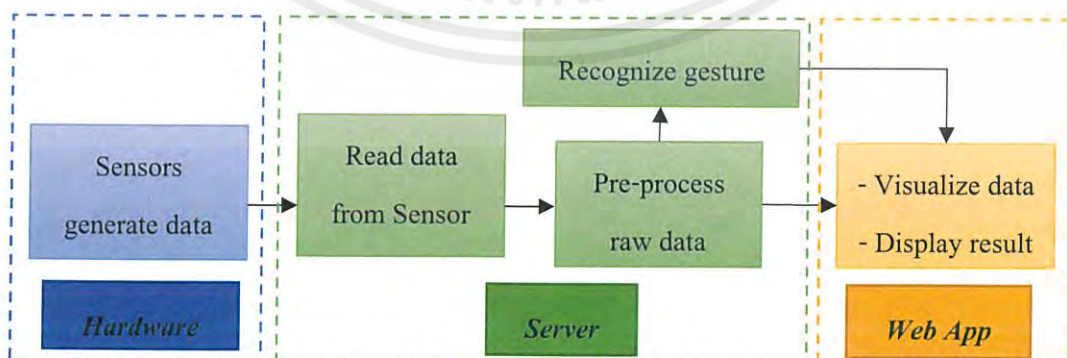 Sensors
generate data
Hardware
Read data
from Sensor
Recognize gesture
Pre-process
raw data
Server
- Visualize data
- Display result
Web App